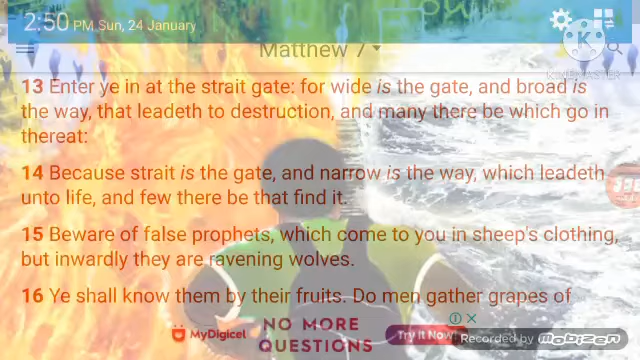 2:50 PM Sun, 24 January
Matthew 7
KINEMASTER
13 Enter ye in at the strait gate: for wide is the gate, and broad is
the way, that leadeth to destruction, and many there be which go in
thereat:
14 Because strait is the gate, and narrow is the way, which leadeth
unto life, and few there be that find it.
15 Beware of false prophets, which come to you in sheep's clothing,
but inwardly they are ravening wolves.
16 Ye shall know them by their fruits. Do men gather grapes of
MyDigicel
NO MORE
QUESTIONS
Try It Now!
Recorded by mobizen